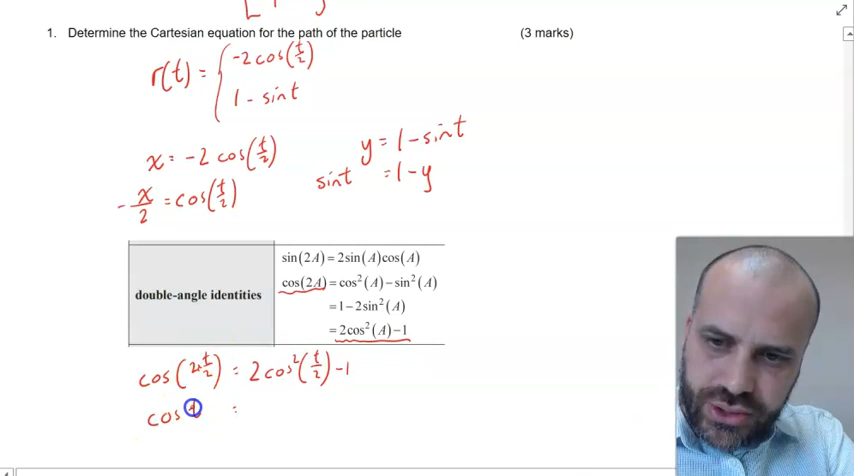 1. Determine the Cartesian equation for the path of the particle (3 marks)
r(t) = { -2cos(t/2)
1 - sint
x = -2 cos(t/2)
y = 1 - sint
-x/2 = cos(t/2)
sint = 1 - y
double-angle identities
sin(2A) = 2sin(A)cos(A)
cos(2A) = cos²(A) – sin²(A)
= 1 – 2sin²(A)
= 2cos²(A) – 1
cos(2×t/2) = 2cos²(t/2) - 1
cos =